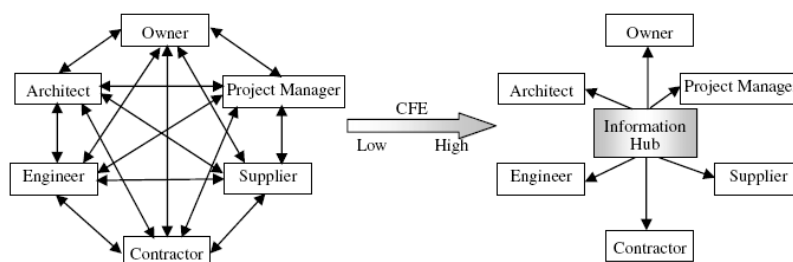 Owner
Architect
Project Manager
Engineer
Supplier
Contractor
CFE
Low High
Owner
Architect
Project Manage
Information
Hub
Engineer
Supplier
Contractor